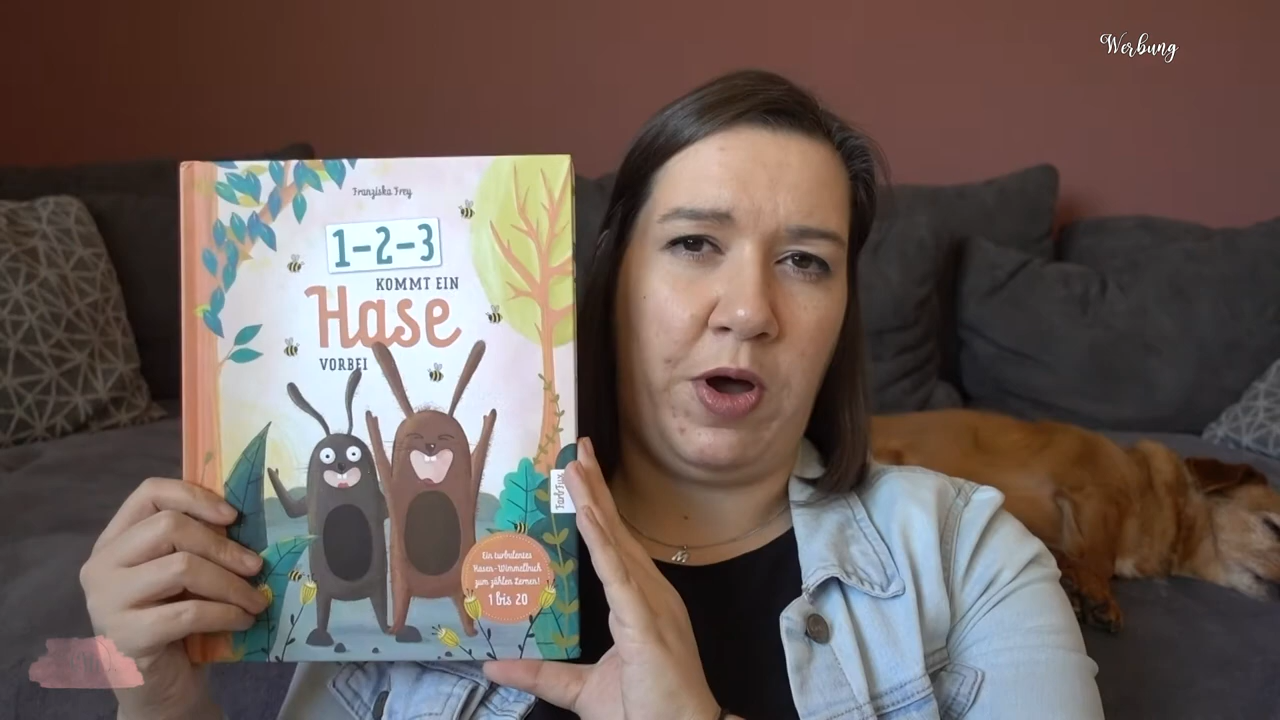 Werbung
Franziska Frey
1-2-3
KOMMT EIN
Hase
VORBEI
FarbFux
Ein turbulentes
Hasen-Wimmelbuch
zum zählen Lernen!
1 bis 20